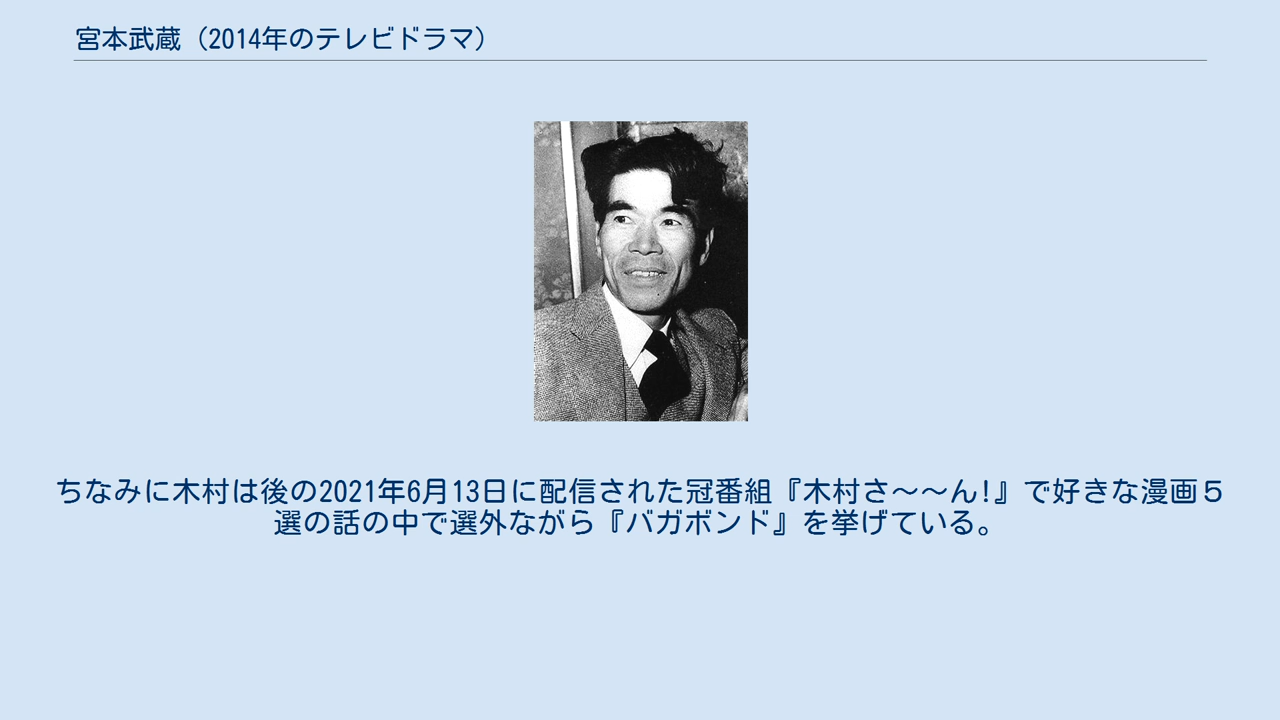 宮本武蔵（2014年のテレビドラマ）
ちなみに木村は後の2021年6月13日に配信された冠番組『木村さ〜〜ん!』で好きな漫画５
選の話の中で選外ながら『バガボンド』を挙げている。